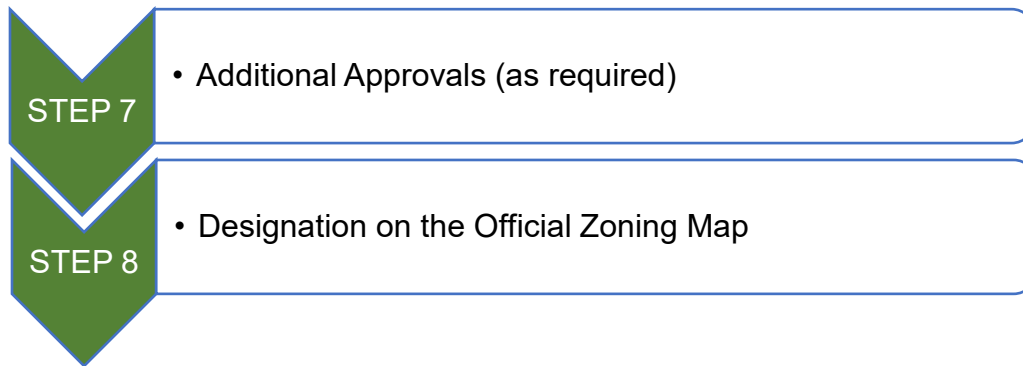 STEP 7
• Additional Approvals (as required)
STEP 8
• Designation on the Official Zoning Map